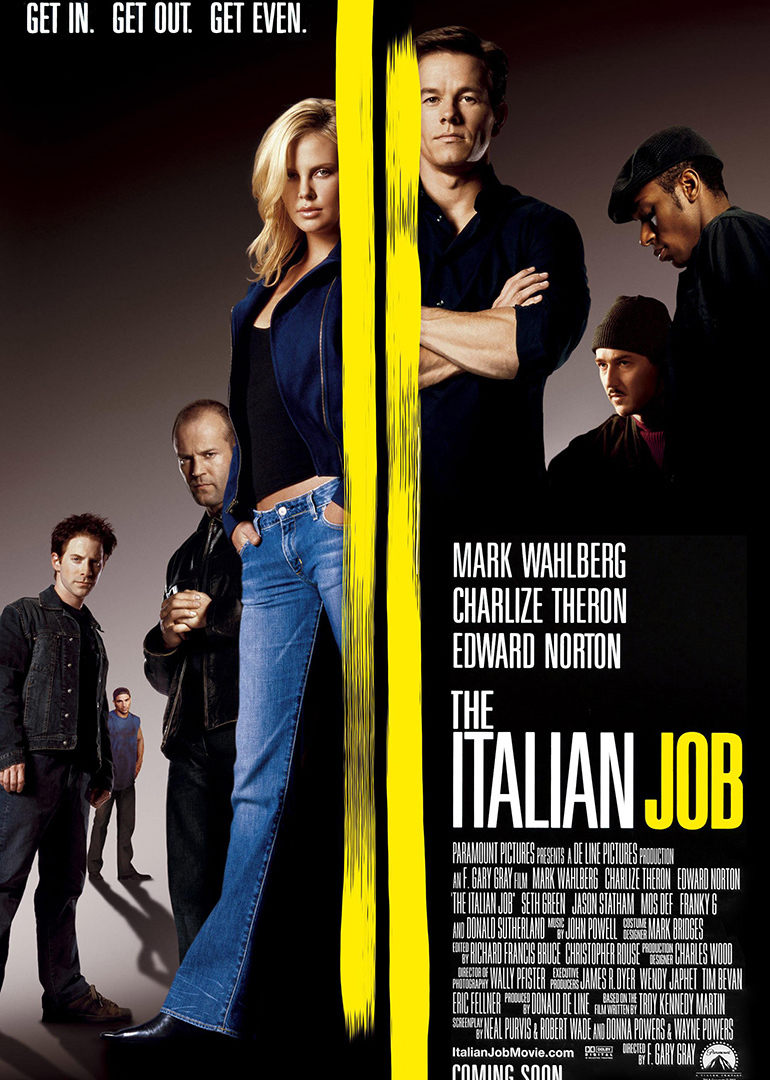 GET IN. GET OUT. GET EVEN.
MARK WAHLBERG
CHARLIZE THERON
EDWARD NORTON
THE
ITALIAN JOB
PARAMOUNT PICTURES PRESENTS A DE LINE PICTURES PRODUCTION
AN F. GARY GRAY FILM MARK WAHLBERG CHARLIZE THERON EDWARD NORTON
'THE ITALIAN JOB' SETH GREEN JASON STATHAM MOS DEF FRANKY G
AND DONALD SUTHERLAND MUSIC BY JOHN POWELL COSTUME DESIGNER MARK BRIDGES
EDITED BY RICHARD FRANCIS BRUCE CHRISTOPHER ROUSE PRODUCTION DESIGNER CHARLES WOOD
DIRECTOR OF PHOTOGRAPHY WALLY PFISTER EXECUTIVE PRODUCERS JAMES R. DYER WENDY JAPHET TIM BEVAN
ERIC FELLNER PRODUCED BY DONALD DE LINE BASED ON THE FILM WRITTEN BY TROY KENNEDY MARTIN
SCREENPLAY BY NEAL PURVIS & ROBERT WADE AND DONNA POWERS & WAYNE POWERS
ItalianJobMovie.com DOLBY DIGITAL DIRECTED BY F. GARY GRAY Paramount
COMING SOON